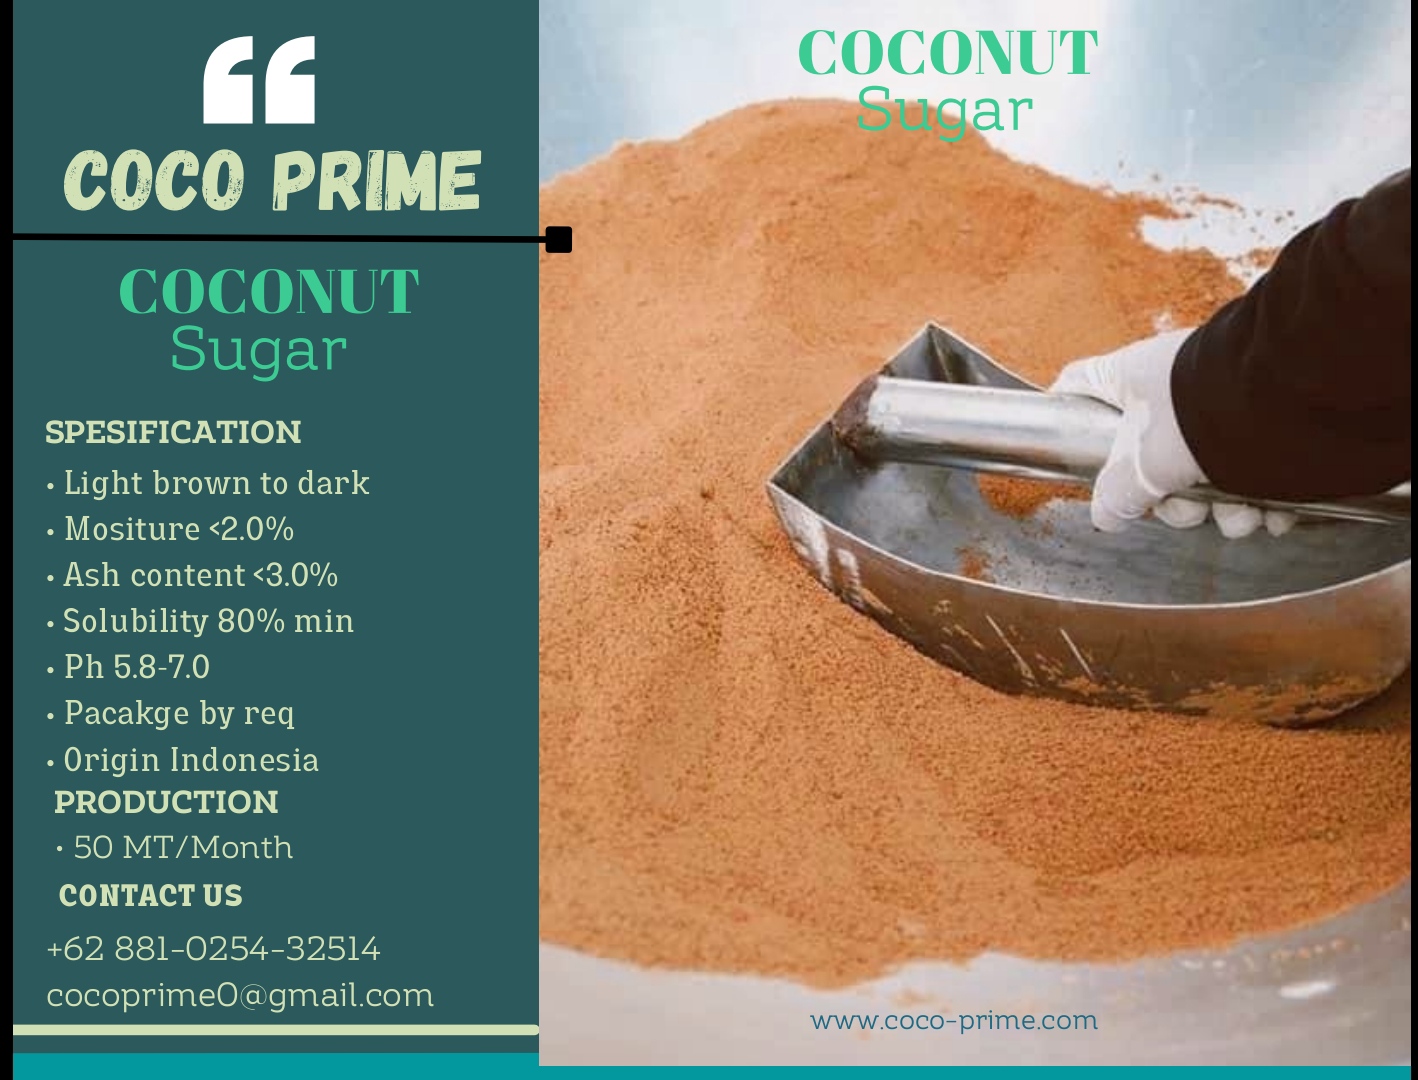 COCO PRIME
COCONUT
Sugar
SPESIFICATION
• Light brown to dark
• Mositure <2.0%
• Ash content <3.0%
• Solubility 80% min
• Ph 5.8-7.0
• Pacakge by req
• Origin Indonesia
PRODUCTION
• 50 MT/Month
CONTACT US
+62 881-0254-32514
cocoprime0@gmail.com
COCONUT
Sugar
www.coco-prime.com